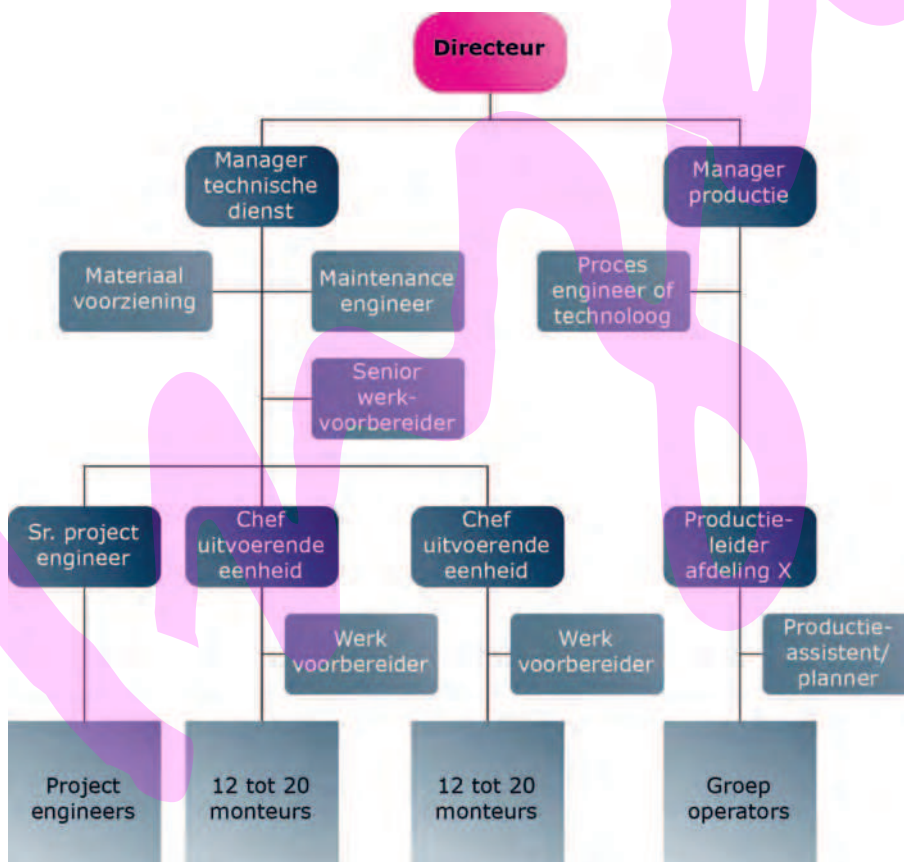 Directeur
Manager
technische
dienst
Manager
productie
Materiaal
voorziening
Maintenance
engineer
Proces
engineer of
technoloog
Senior
werk-
voorbereider
Sr. project
engineer
Chef
uitvoerende
eenheid
Chef
uitvoerende
eenheid
Productie-
leider
afdeling X
Werk
voorbereider
Werk
voorbereider
Productie-
assistent/
planner
Project
engineers
12 tot 20
monteurs
12 tot 20
monteurs
Groep
operators